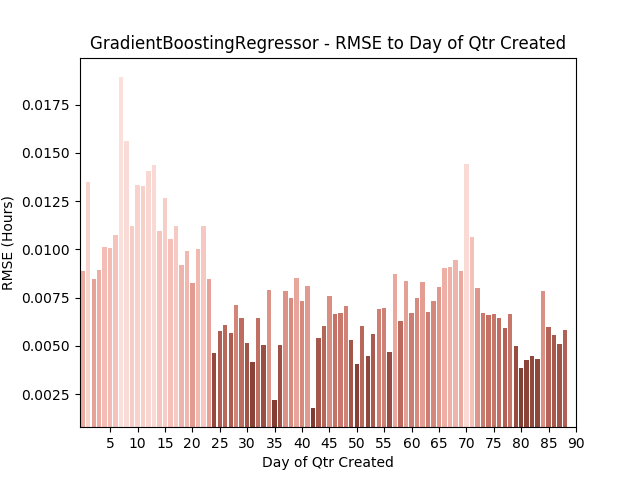 GradientBoostingRegressor - RMSE to Day of Qtr Created
RMSE (Hours)
0.0175
0.0150
0.0125
0.0100
0.0075
0.0050
0.0025
5 10 15 20 25 30 35 40 45 50 55 60 65 70 75 80 85 90
Day of Qtr Created